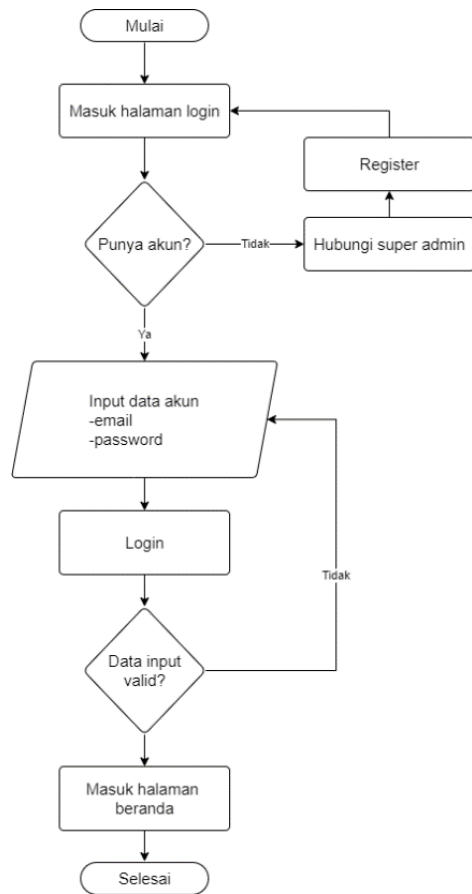 Mulai
Masuk halaman login
Register
Punya akun?
Tidak
Hubungi super admin
Ya
Input data akun
-email
-password
Login
Tidak
Data input
valid?
Masuk halaman
beranda
Selesai